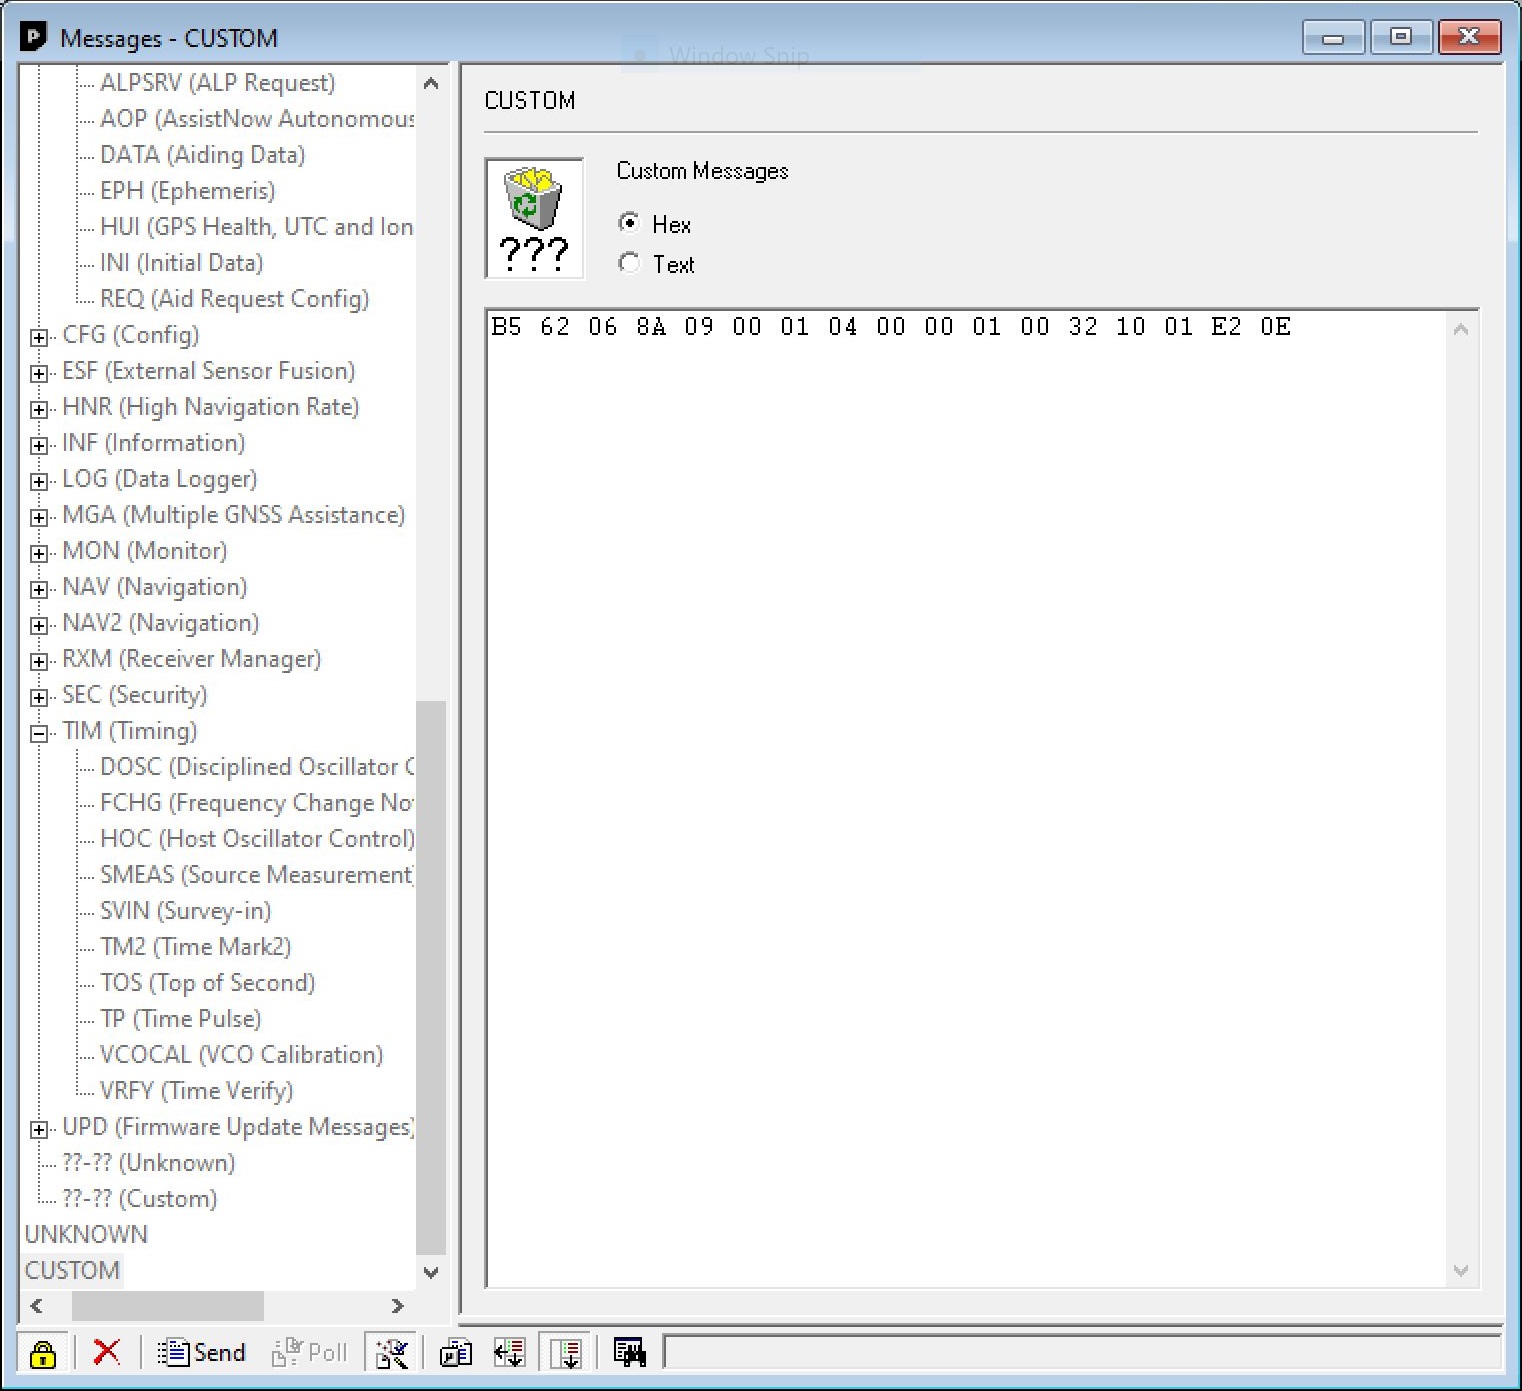 Messages - CUSTOM
Window Snip
ALPSRV (ALP Request)
AOP (AssistNow Autonomous
DATA (Aiding Data)
EPH (Ephemeris)
HUI (GPS Health, UTC and Ion
INI (Initial Data)
REQ (Aid Request Config)
CFG (Config)
ESF (External Sensor Fusion)
HNR (High Navigation Rate)
INF (Information)
LOG (Data Logger)
MGA (Multiple GNSS Assistance)
MON (Monitor)
NAV (Navigation)
NAV2 (Navigation)
RXM (Receiver Manager)
SEC (Security)
TIM (Timing)
DOSC (Disciplined Oscillator C
FCHG (Frequency Change Not
HOC (Host Oscillator Control)
SMEAS (Source Measurement)
SVIN (Survey-in)
TM2 (Time Mark2)
TOS (Top of Second)
TP (Time Pulse)
VCOCAL (VCO Calibration)
VRFY (Time Verify)
UPD (Firmware Update Messages)
??-?? (Unknown)
??-?? (Custom)
UNKNOWN
CUSTOM
CUSTOM
???
Custom Messages
Hex
Text
B5 62 06 8A 09 00 01 04 00 00 01 00 32 10 01 E2 0E
Send
Poll